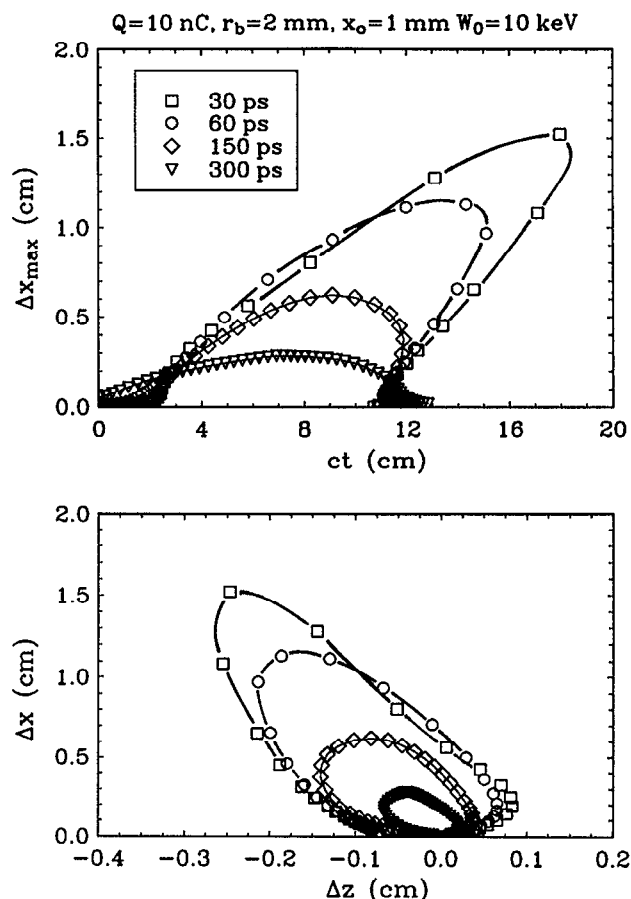 Q=10 nC, r_b=2 mm, x_o=1 mm W_0=10 keV
2.0
1.5
1.0
0.5
0.0
Δx_max (cm)
30 ps
60 ps
150 ps
300 ps
0 4 8 12 16 20
ct (cm)
2.0
1.5
1.0
0.5
0.0
Δx (cm)
−0.4 −0.3 −0.2 −0.1 0.0 0.1 0.2
Δz (cm)